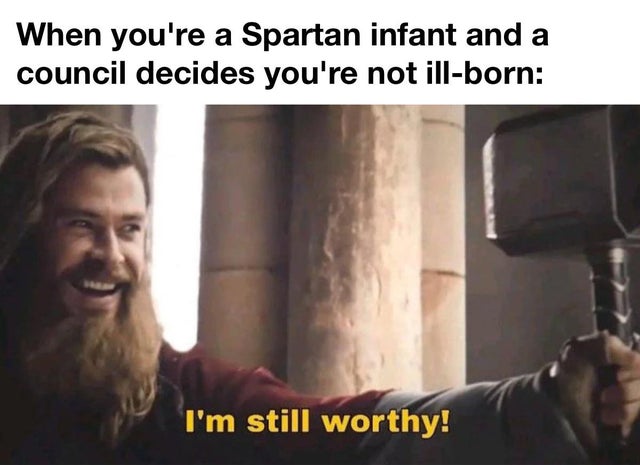 When you're a Spartan infant and a
council decides you're not ill-born:
I'm still worthy!